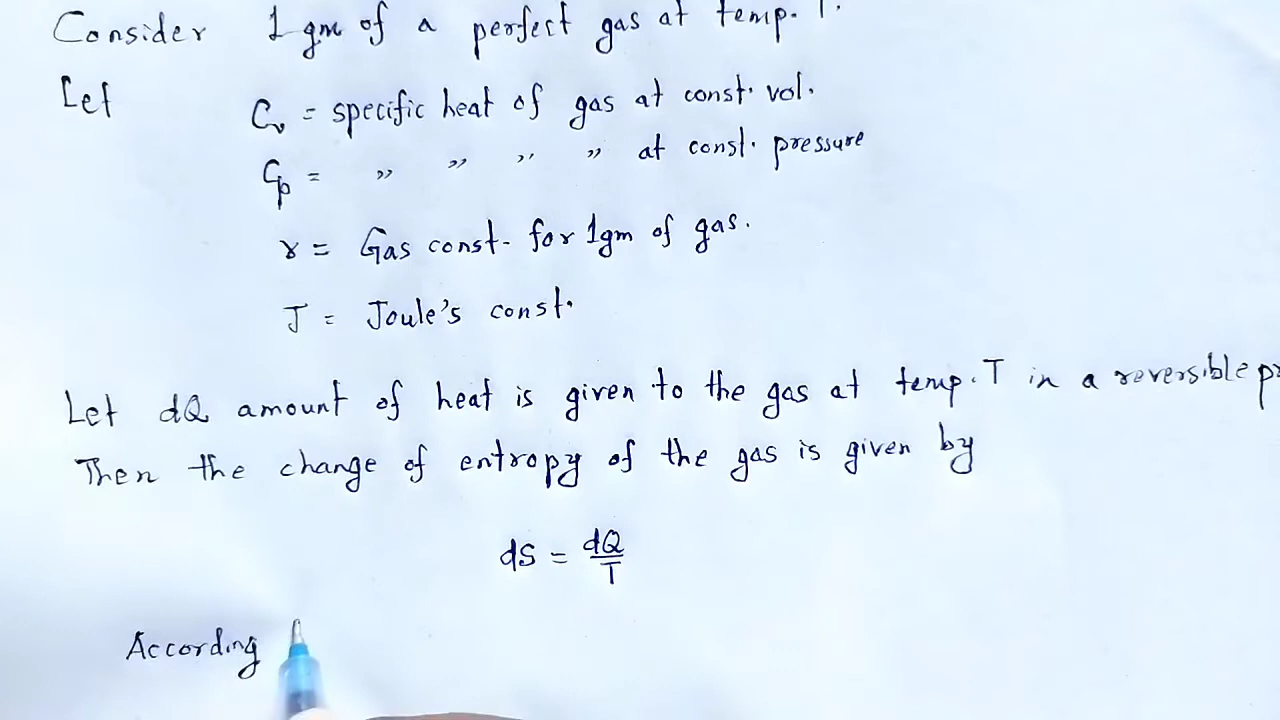 Consider 1 gm of a perfect gas at temp. T.
Let Cv = specific heat of gas at const. vol.
Cp = " " " " at const. pressure
r = Gas const. for 1gm of gas.
J = Joule's const.
Let dQ amount of heat is given to the gas at temp. T in a reversible
Then the change of entropy of the gas is given by
dS = dQ/T
According